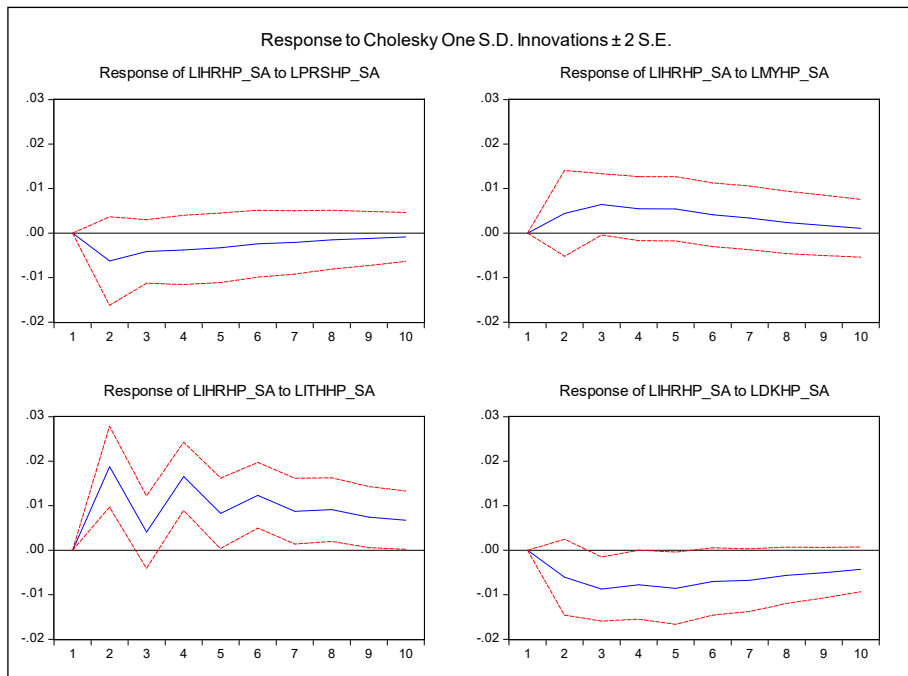 Response to Cholesky One S.D. Innovations ± 2 S.E.
Response of LIHRHP_SA to LPRSHP_SA
.03
.02
.01
.00
-.01
-.02
1 2 3 4 5 6 7 8 9 10
Response of LIHRHP_SA to LMYHP_SA
.03
.02
.01
.00
-.01
-.02
1 2 3 4 5 6 7 8 9 10
Response of LIHRHP_SA to LITHHP_SA
.03
.02
.01
.00
-.01
-.02
1 2 3 4 5 6 7 8 9 10
Response of LIHRHP_SA to LDKHP_SA
.03
.02
.01
.00
-.01
-.02
1 2 3 4 5 6 7 8 9 10